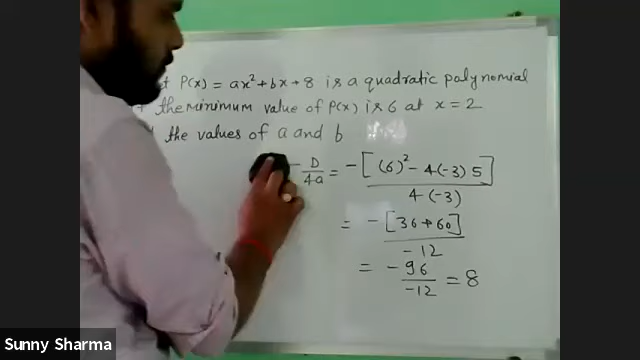 P(x) = ax² + bx + 8 is a quadratic polynomial
the minimum value of P(x) is 6 at x = 2
the values of a and b
- D/4a = - [(6)² - 4(-3) 5] / 4(-3)
= - [36 + 60] / -12
= - 96 / -12 = 8
Sunny Sharma